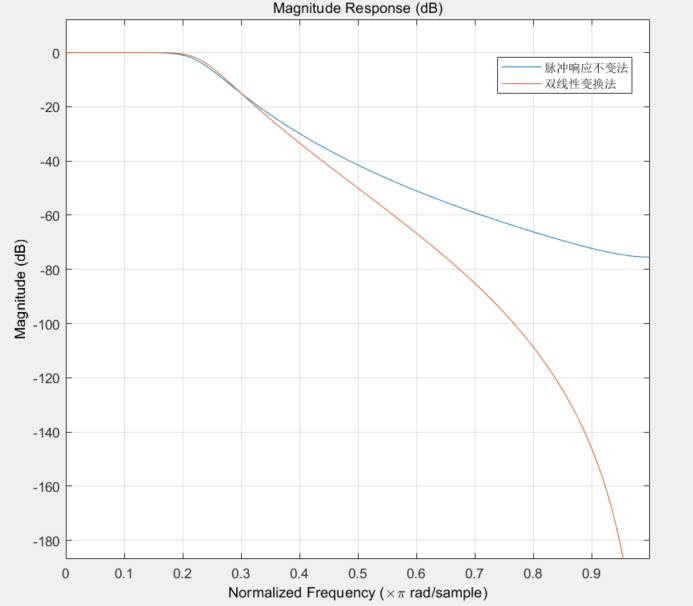 Magnitude Response (dB)
脉冲响应不变法
双线性变换法
Magnitude (dB)
0
-20
-40
-60
-80
-100
-120
-140
-160
-180
0 0.1 0.2 0.3 0.4 0.5 0.6 0.7 0.8 0.9
Normalized Frequency (×π rad/sample)